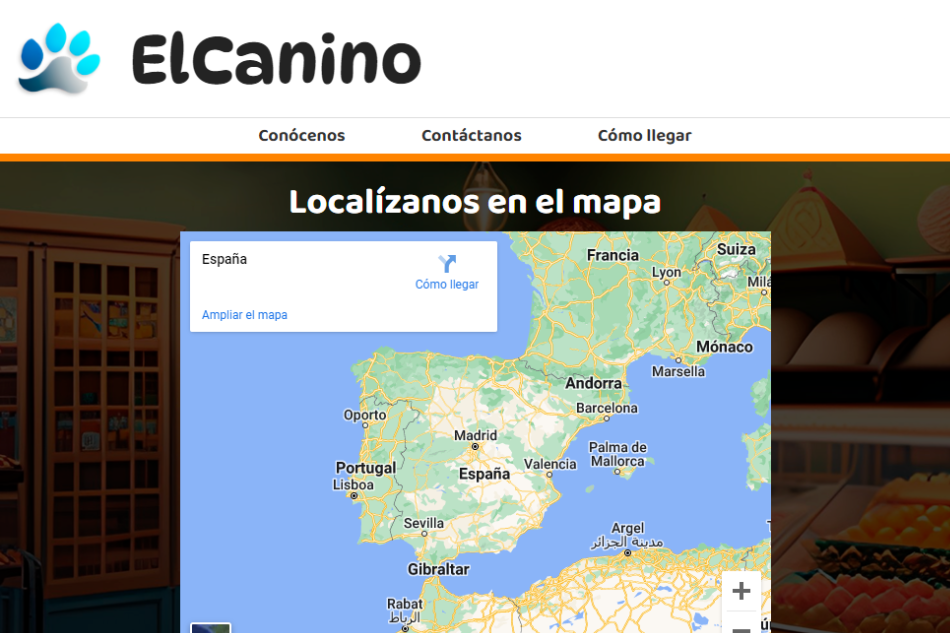 ElCanino
Conócenos Contáctanos Cómo llegar
Localízanos en el mapa
España
Cómo llegar
Ampliar el mapa
Francia
Suiza
Lyon
Mónaco
Marsella
Andorra
Barcelona
Oporto
Madrid
Palma de
Mallorca
Valencia
Portugal
España
Lisboa
Sevilla
Argel
مدينة الجزائر
Gibraltar
Rabat
الرباط